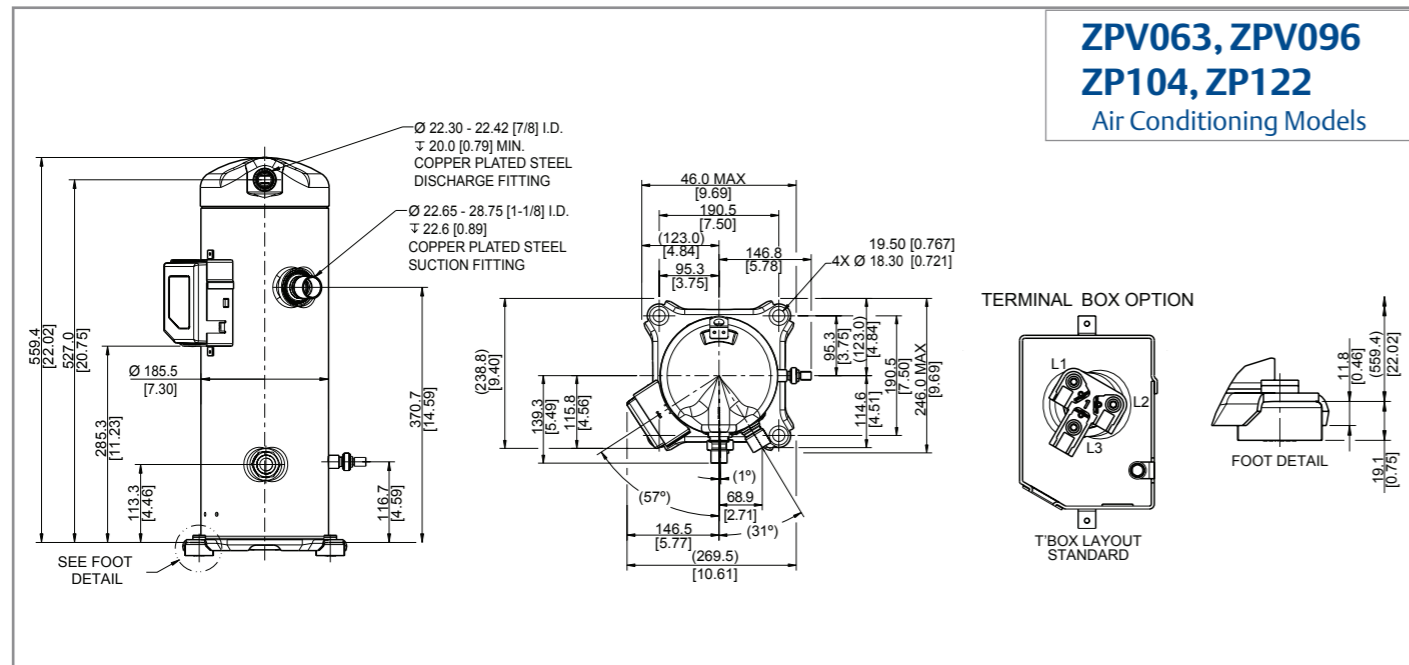 ZPV063, ZPV096
ZP104, ZP122
Air Conditioning Models
Ø 22.30 - 22.42 [7/8] I.D.
↧ 20.0 [0.79] MIN.
COPPER PLATED STEEL
DISCHARGE FITTING
Ø 22.65 - 28.75 [1-1/8] I.D.
↧ 22.6 [0.89]
COPPER PLATED STEEL
SUCTION FITTING
559.4
[22.02]
527.0
[20.75]
Ø 185.5
[7.30]
285.3
[11.23]
370.7
[14.59]
113.3
[4.46]
116.7
[4.59]
SEE FOOT
DETAIL
46.0 MAX
[9.69]
190.5
[7.50]
(123.0)
[4.84]
146.8
[5.78]
95.3
[3.75]
19.50 [0.767]
4X Ø 18.30 [0.721]
(238.8)
[9.40]
139.3
[5.49]
115.8
[4.56]
95.3
[3.75]
(123.0)
[4.84]
190.5
[7.50]
246.0 MAX
[9.69]
114.6
[4.51]
(57º)
(1º)
68.9
[2.71]
(31º)
146.5
[5.77]
(269.5)
[10.61]
TERMINAL BOX OPTION
L1
L2
L3
T'BOX LAYOUT
STANDARD
FOOT DETAIL
11.8
[0.46]
(559.4)
[22.02]
19.1
[0.75]